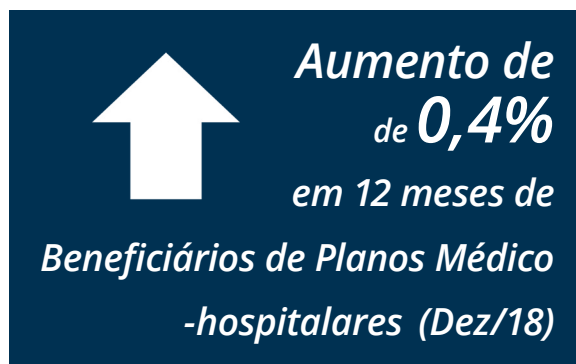 Aumento de
de 0,4%
em 12 meses de
Beneficiários de Planos Médico
-hospitalares (Dez/18)